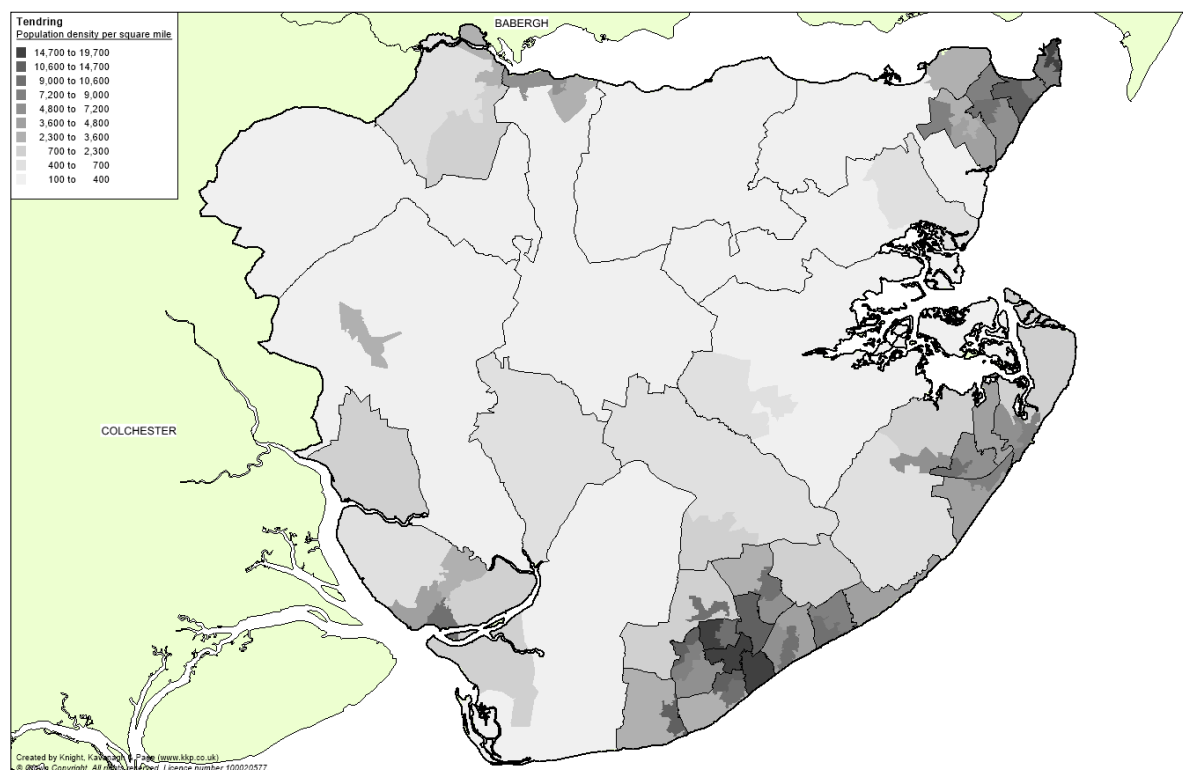 Tendring
Population density per square mile
14,700 to 19,700
10,600 to 14,700
9,000 to 10,600
7,200 to 9,000
4,800 to 7,200
3,600 to 4,800
2,300 to 3,600
700 to 2,300
400 to 700
100 to 400
BABERGH
COLCHESTER
Created by Knight, Kavanagh & Page (www.kkp.co.uk)
© Crown Copyright. All rights reserved. Licence number 100020577